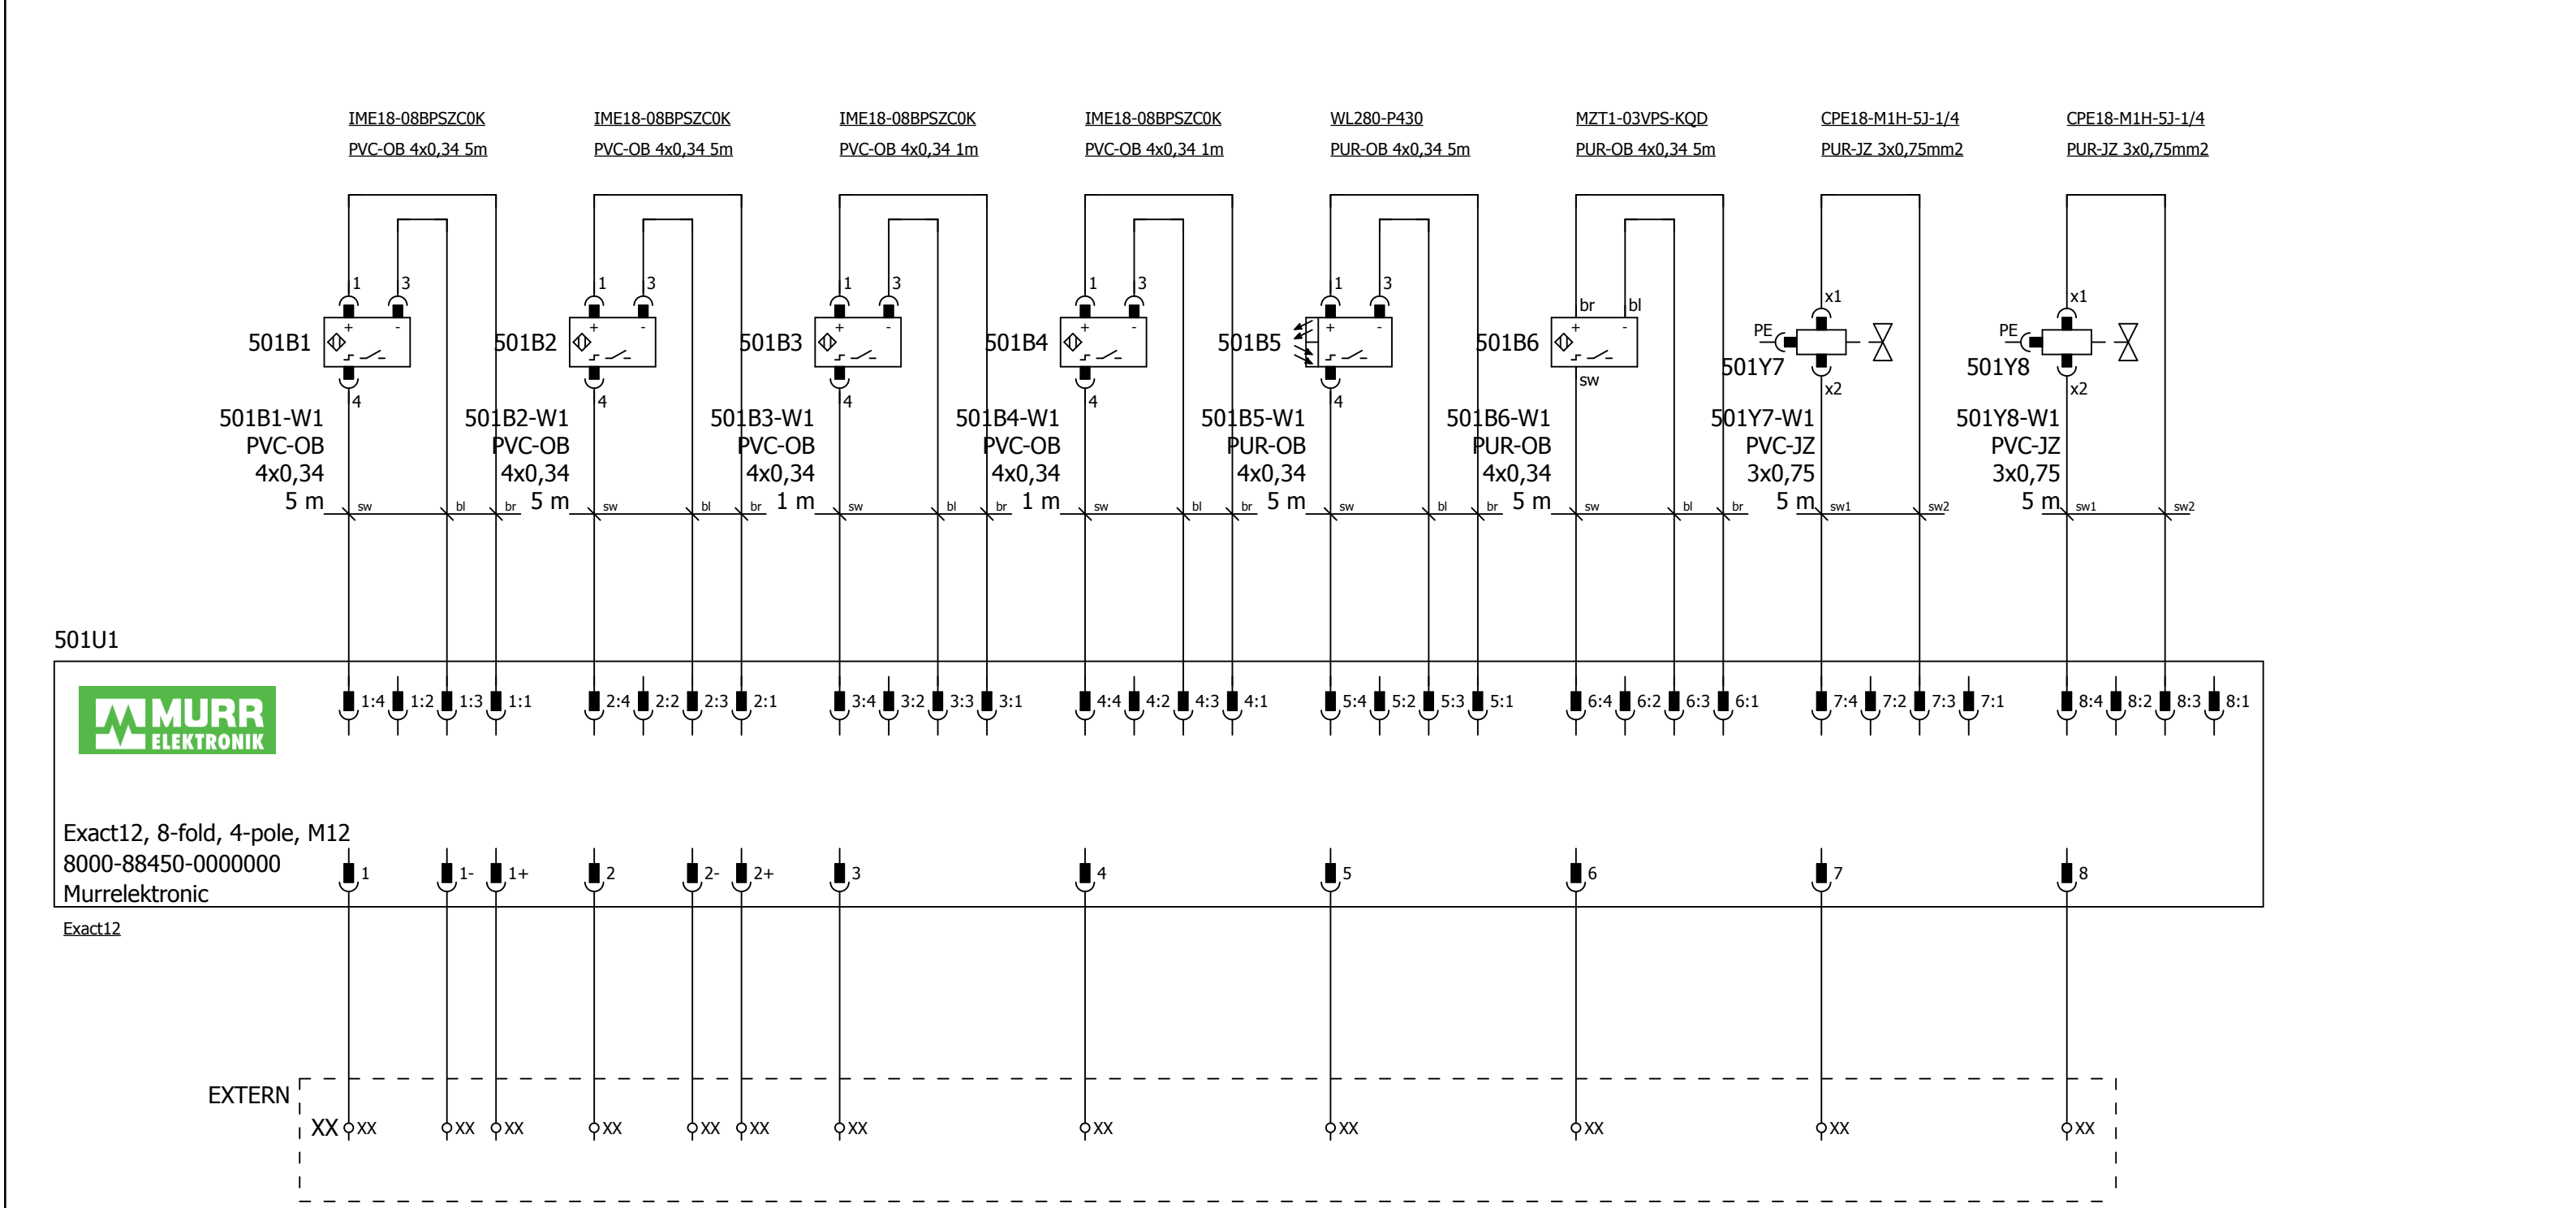 IME18-08BPSZC0K IME18-08BPSZC0K IME18-08BPSZC0K IME18-08BPSZC0K WL280-P430 MZT1-03VPS-KQD CPE18-M1H-5J-1/4 CPE18-M1H-5J-1/4
PVC-OB 4x0,34 5m PVC-OB 4x0,34 5m PVC-OB 4x0,34 1m PVC-OB 4x0,34 1m PUR-OB 4x0,34 5m PUR-OB 4x0,34 5m PUR-JZ 3x0,75mm2 PUR-JZ 3x0,75mm2
1 3 1 3 1 3 1 3 1 3 br bl x1 x1
+ - + - + - + - + - + - PE PE
501B1 501B2 501B3 501B4 501B5 501B6 501Y7 501Y8
4 4 4 4 4 sw x2 x2
501B1-W1 501B2-W1 501B3-W1 501B4-W1 501B5-W1 501B6-W1 501Y7-W1 501Y8-W1
PVC-OB PVC-OB PVC-OB PVC-OB PUR-OB PUR-OB PVC-JZ PVC-JZ
4x0,34 4x0,34 4x0,34 4x0,34 4x0,34 4x0,34 3x0,75 3x0,75
5 m 5 m 1 m 1 m 5 m 5 m 5 m 5 m
sw bl br sw bl br sw bl br sw bl br sw bl br sw bl br sw1 sw2 sw1 sw2
501U1
1:4 1:2 1:3 1:1 2:4 2:2 2:3 2:1 3:4 3:2 3:3 3:1 4:4 4:2 4:3 4:1 5:4 5:2 5:3 5:1 6:4 6:2 6:3 6:1 7:4 7:2 7:3 7:1 8:4 8:2 8:3 8:1
MURR
ELEKTRONIK
Exact12, 8-fold, 4-pole, M12
8000-88450-0000000
Murrelektronic
1 1- 1+ 2 2- 2+ 3 4 5 6 7 8
Exact12
EXTERN
XX XX XX XX XX XX XX XX XX XX XX XX XX